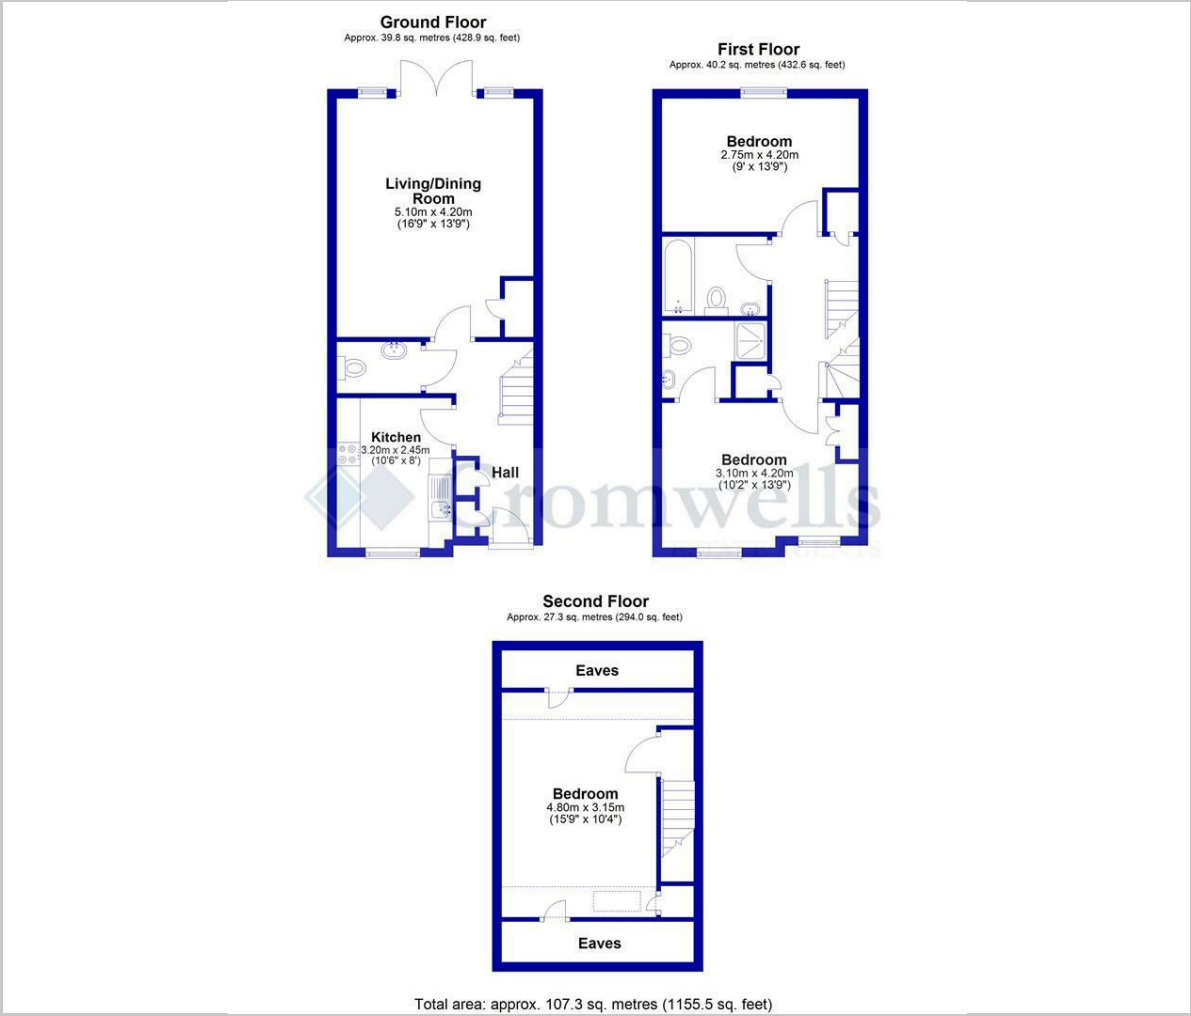 Ground Floor
Approx. 39.8 sq. metres (428.9 sq. feet)
Living/Dining
Room
5.10m x 4.20m
(16'9" x 13'9")
Kitchen
3.20m x 2.45m
(10'6" x 8')
Hall
First Floor
Approx. 40.2 sq. metres (432.6 sq. feet)
Bedroom
2.75m x 4.20m
(9' x 13'9")
Bedroom
3.10m x 4.20m
(10'2" x 13'9")
Cromwells
ESTATE AGENTS
Second Floor
Approx. 27.3 sq. metres (294.0 sq. feet)
Eaves
Bedroom
4.80m x 3.15m
(15'9" x 10'4")
Eaves
Total area: approx. 107.3 sq. metres (1155.5 sq. feet)